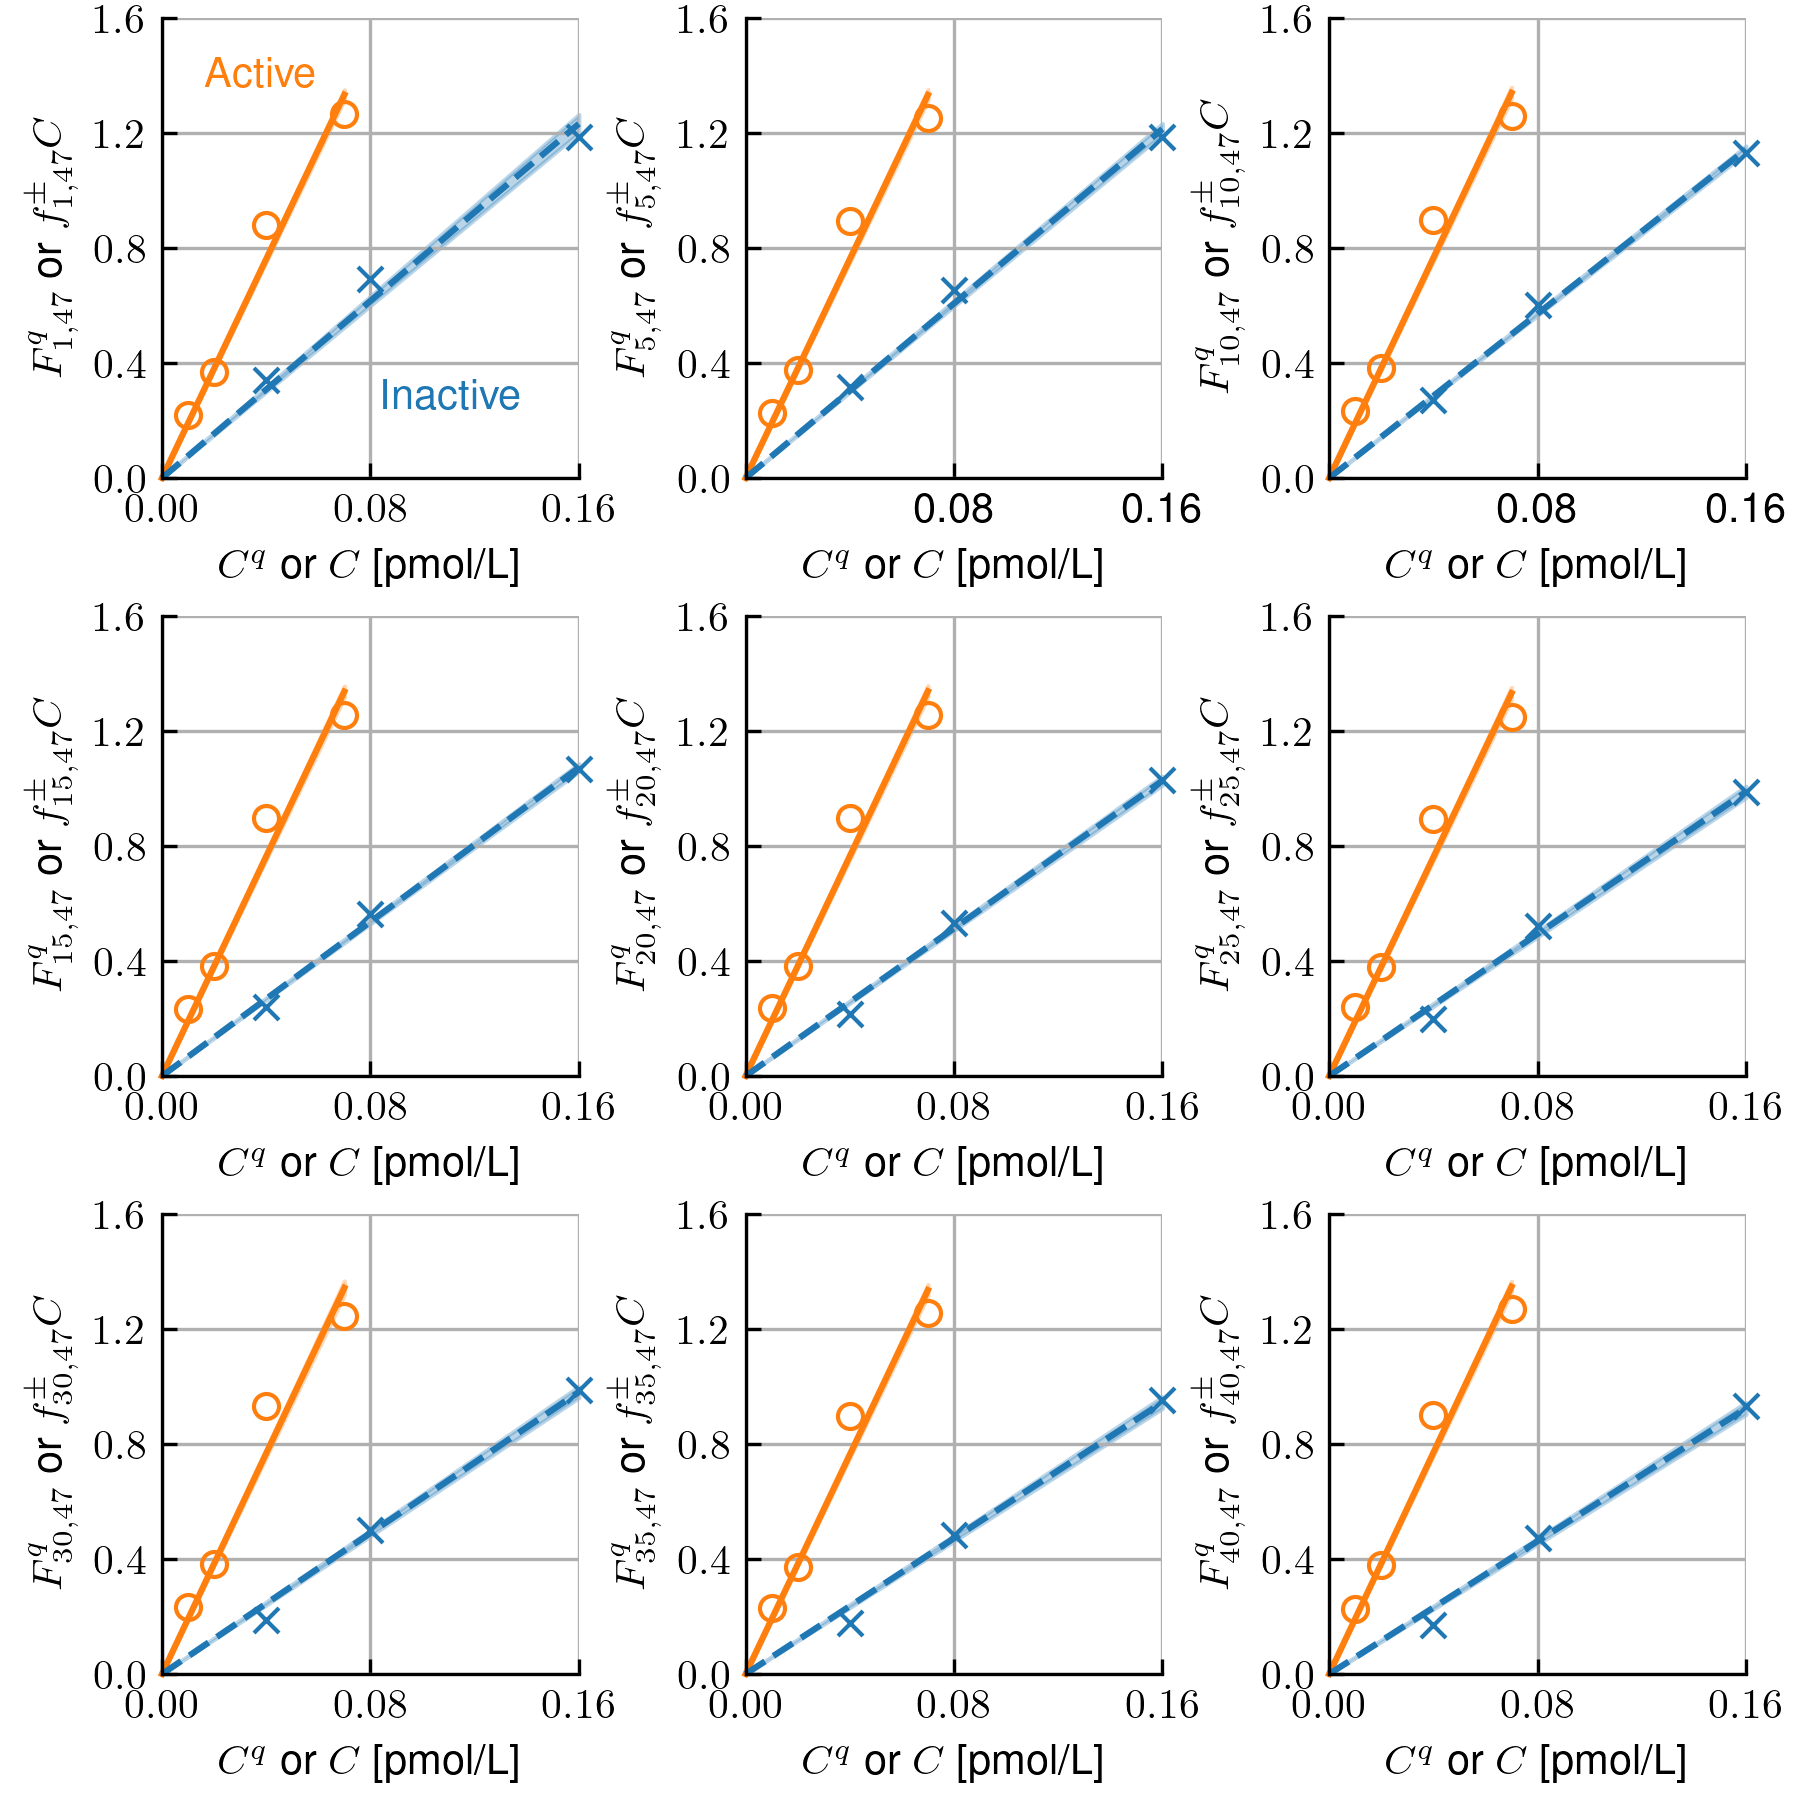 1.6 1.6 1.6
Active
1.2 1.2 1.2
0.8 0.8 0.8
0.4 0.4 0.4
Inactive
0.0 0.0 0.0
0.00 0.08 0.16 0.08 0.16 0.08 0.16
F^q_{1,47} or f^±_{1,47}C
F^q_{5,47} or f^±_{5,47}C
F^q_{10,47} or f^±_{10,47}C
C^q or C [pmol/L] C^q or C [pmol/L] C^q or C [pmol/L]
1.6 1.6 1.6
1.2 1.2 1.2
0.8 0.8 0.8
0.4 0.4 0.4
0.0 0.0 0.0
0.00 0.08 0.16 0.00 0.08 0.16 0.00 0.08 0.16
F^q_{15,47} or f^±_{15,47}C
F^q_{20,47} or f^±_{20,47}C
F^q_{25,47} or f^±_{25,47}C
C^q or C [pmol/L] C^q or C [pmol/L] C^q or C [pmol/L]
1.6 1.6 1.6
1.2 1.2 1.2
0.8 0.8 0.8
0.4 0.4 0.4
0.0 0.0 0.0
0.00 0.08 0.16 0.00 0.08 0.16 0.00 0.08 0.16
F^q_{30,47} or f^±_{30,47}C
F^q_{35,47} or f^±_{35,47}C
F^q_{40,47} or f^±_{40,47}C
C^q or C [pmol/L] C^q or C [pmol/L] C^q or C [pmol/L]